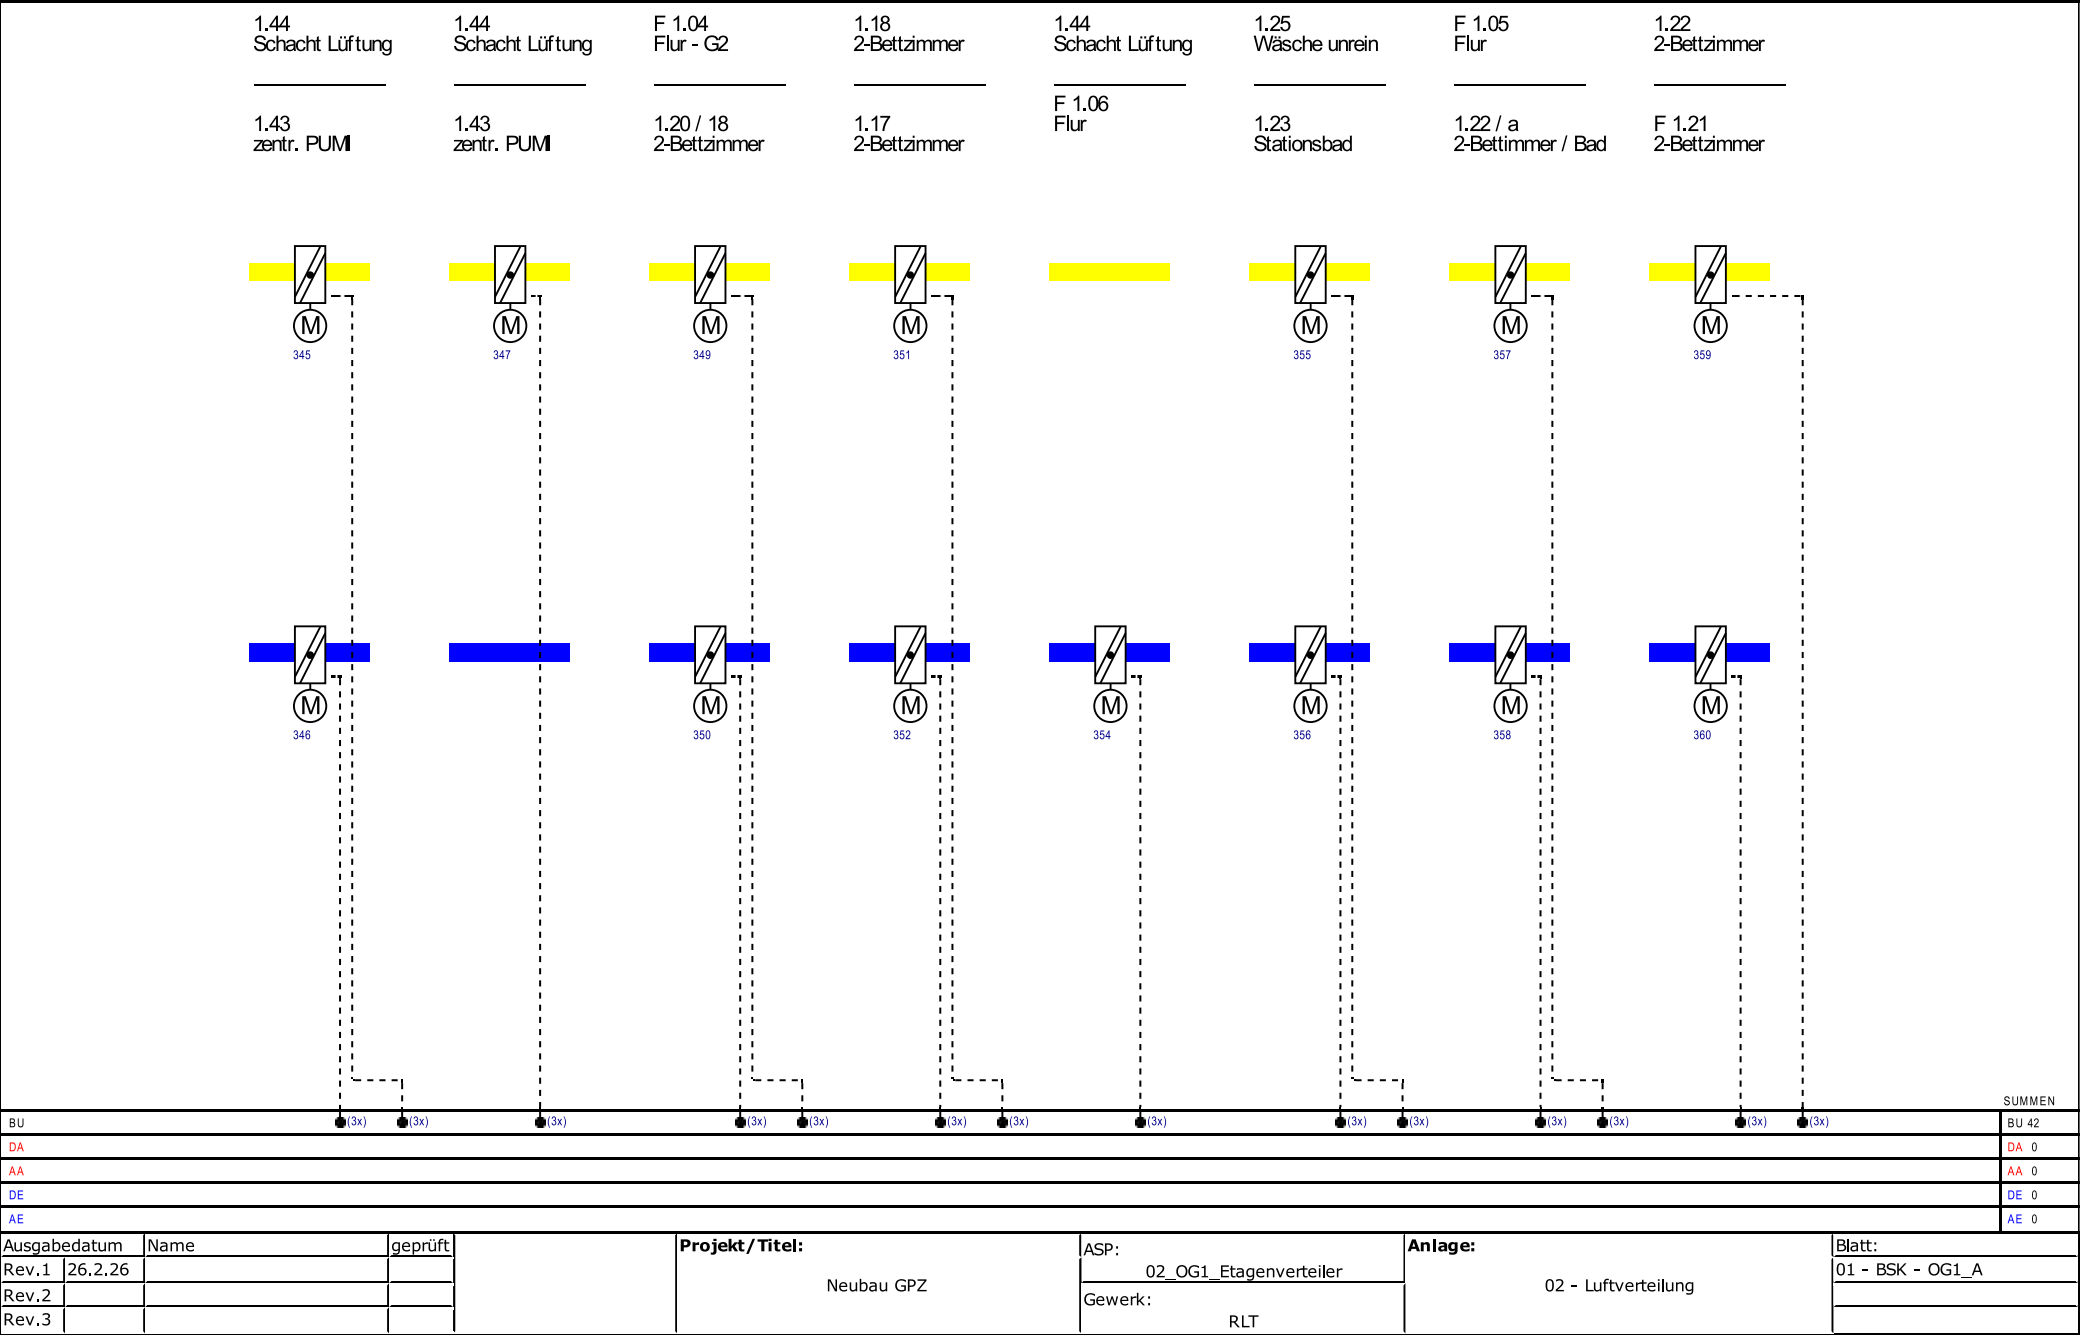 1.44
Schacht Lüftung
1.44
Schacht Lüftung
F 1.04
Flur - G2
1.18
2-Bettzimmer
1.44
Schacht Lüftung
1.25
Wäsche unrein
F 1.05
Flur
1.22
2-Bettzimmer
1.43
zentr. PUMI
1.43
zentr. PUMI
1.20 / 18
2-Bettzimmer
1.17
2-Bettzimmer
F 1.06
Flur
1.23
Stationsbad
1.22 / a
2-Bettimmer / Bad
F 1.21
2-Bettzimmer
M M M M M M M
345 347 349 351 355 357 359
M M M M M M M
346 350 352 354 356 358 360
SUMMEN
BU (3x) (3x) (3x) (3x) (3x) (3x) (3x) (3x) (3x) (3x) (3x) (3x) (3x) (3x) BU 42
DA DA 0
AA AA 0
DE DE 0
AE AE 0
Ausgabedatum Name geprüft
Rev.1 26.2.26
Rev.2
Rev.3
Projekt/Titel:
Neubau GPZ
ASP:
02_OG1_Etagenverteiler
Gewerk:
RLT
Anlage:
02 - Luftverteilung
Blatt:
01 - BSK - OG1_A